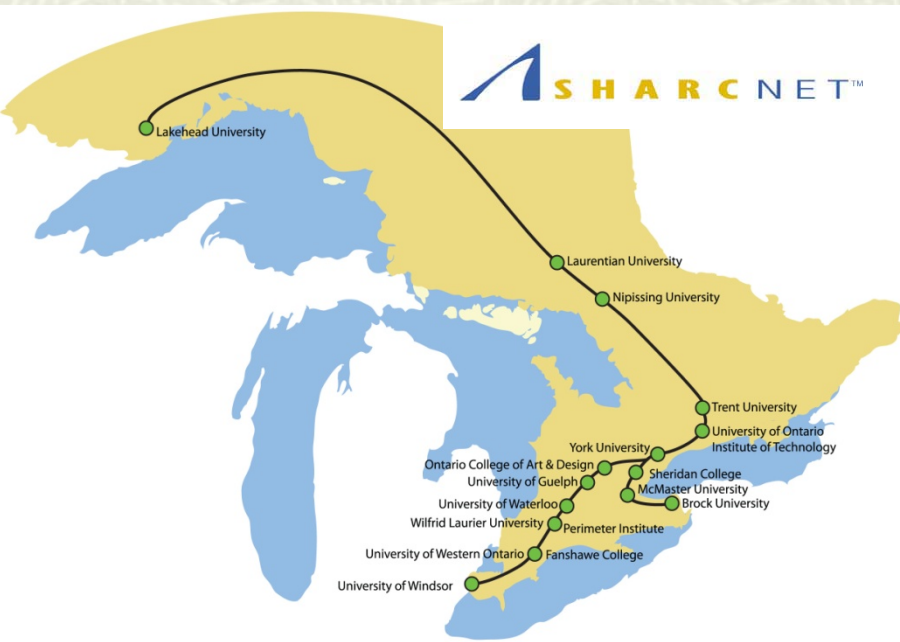 SHARCNET™
Lakehead University
Laurentian University
Nipissing University
Trent University
University of Ontario
Institute of Technology
York University
Ontario College of Art & Design
Sheridan College
University of Guelph
McMaster University
University of Waterloo
Brock University
Wilfrid Laurier University
Perimeter Institute
University of Western Ontario
Fanshawe College
University of Windsor